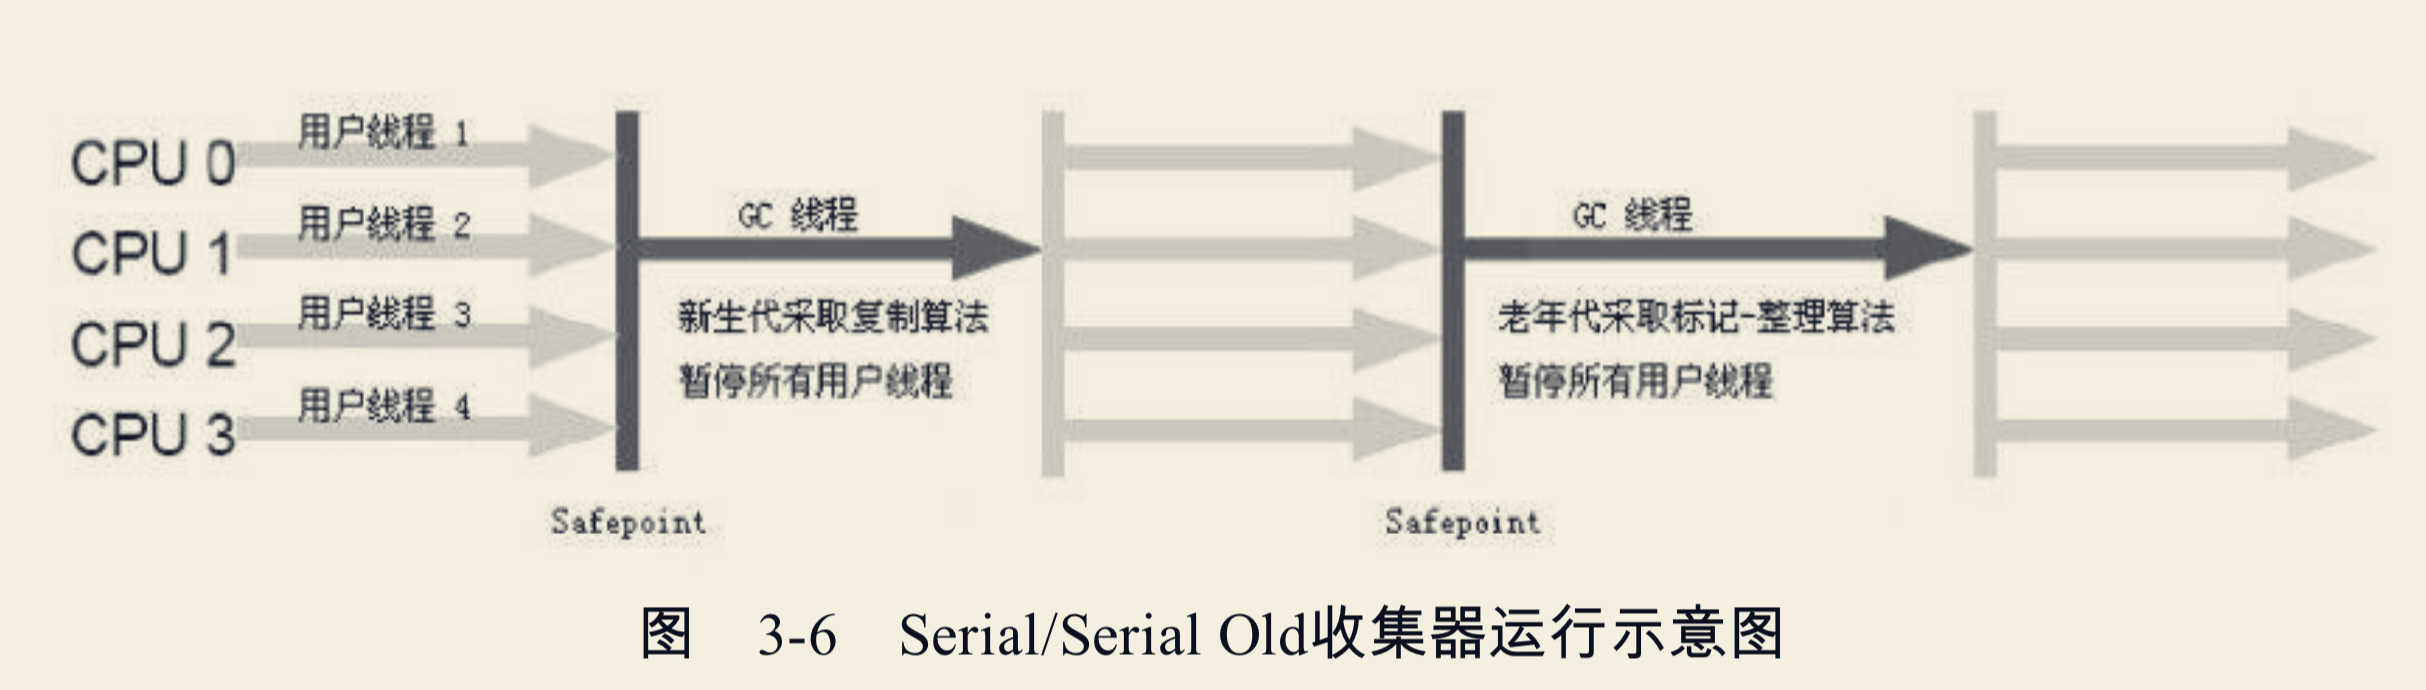 CPU 0
用户线程 1
CPU 1
用户线程 2
CPU 2
用户线程 3
CPU 3
用户线程 4
Safepoint
GC 线程
新生代采取复制算法
暂停所有用户线程
Safepoint
GC 线程
老年代采取标记-整理算法
暂停所有用户线程
图 3-6 Serial/Serial Old收集器运行示意图